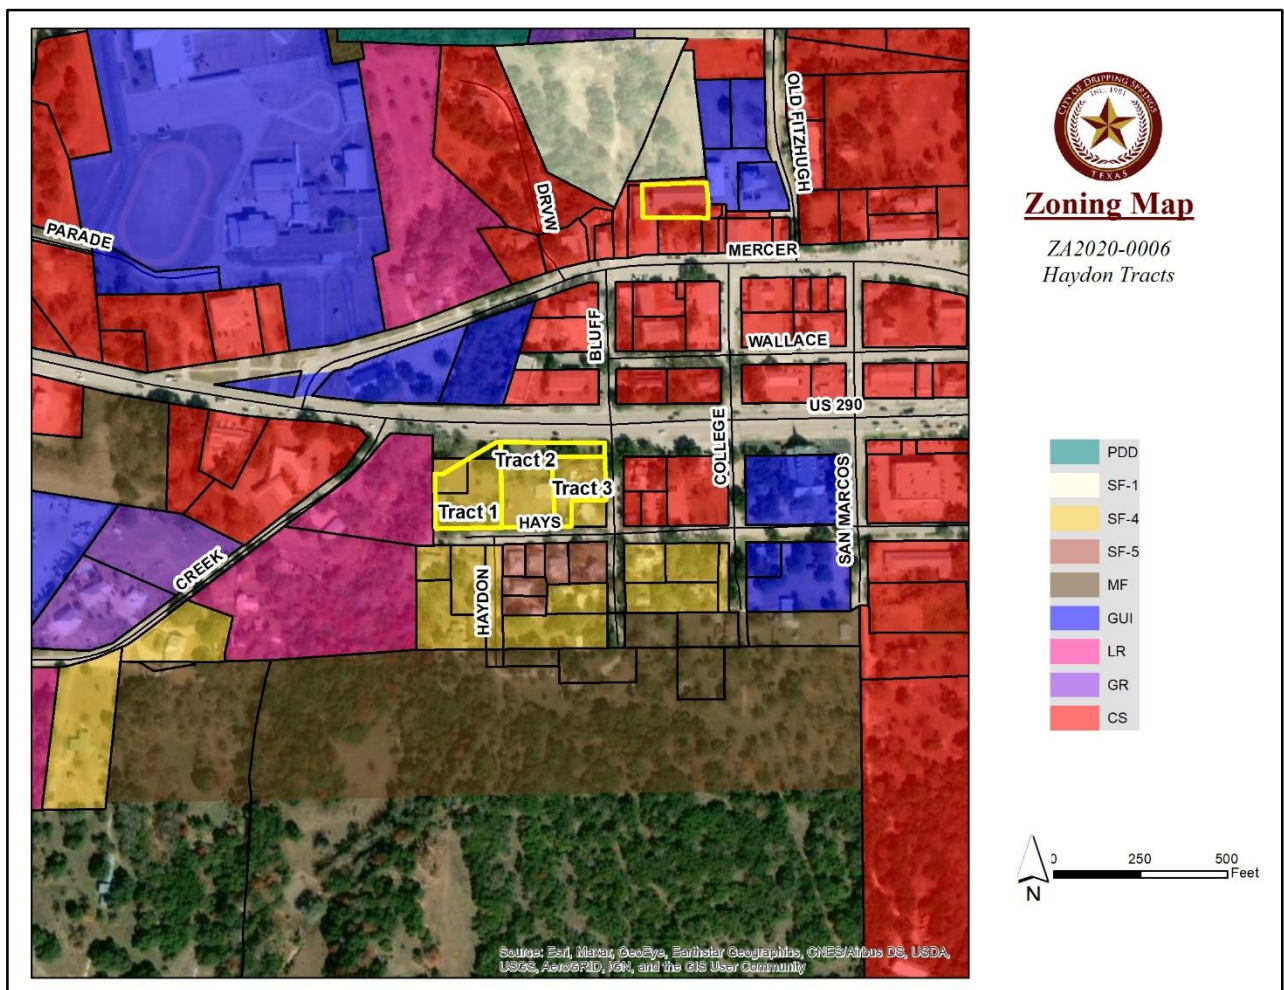 CITY OF DRIPPING SPRINGS
INC. 1981
TEXAS
Zoning Map
ZA2020-0006
Haydon Tracts
OLD FITZHUGH
DRVW
PARADE
MERCER
BLUFF
WALLACE
US 290
COLLEGE
SAN MARCOS
Tract 2
Tract 3
Tract 1
HAYS
CREEK
HAYDON
PDD
SF-1
SF-4
SF-5
MF
GUI
LR
GR
CS
0 250 500
Feet
N
Source: Esri, Maxar, GeoEye, Earthstar Geographics, CNES/Airbus DS, USDA,
USGS, AeroGRID, IGN, and the GIS User Community